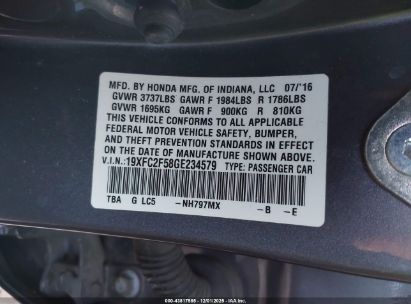 MFD. BY HONDA MFG. OF INDIANA, LLC 07/'16
GVWR 3737LBS GAWR F 1984LBS R 1786LBS
GVWR 1695KG GAWR F 900KG R 810KG
THIS VEHICLE CONFORMS TO ALL APPLICABLE
FEDERAL MOTOR VEHICLE SAFETY, BUMPER,
AND THEFT PREVENTION STANDARDS IN EFFECT
ON THE DATE OF MANUFACTURE SHOWN ABOVE.
V.I.N.: 19XFC2F58GE234579 TYPE: PASSENGER CAR
TBA G LC5 -NH797MX -B -E